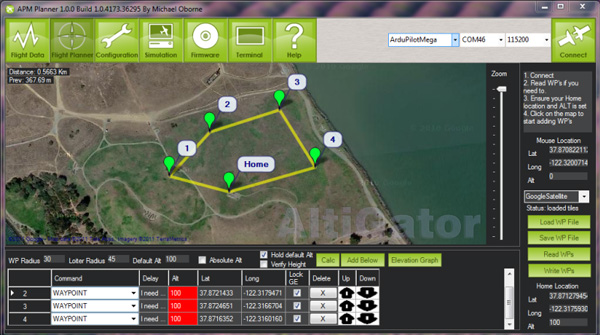 APM Planner 1.0.0 Build 1.0.4173.36295 By Michael Oborne
Flight Data
Flight Planner
Configuration
Simulation
Firmware
Terminal
Help
ArduPilotMega
COM46
115200
Connect
Distance: 0.5663 Km
Prev: 367.69 m
3
2
1
4
Home
Zoom
1. Connect
2. Read WP's if you
need to.
3. Ensure your Home
location and ALT is set
4. Click on the map to
start adding WP's
Mouse Location
Lat
37.87082211
Long
-122.3200714
Alt
0
GoogleSatellite
Status: loaded tiles
Load WP File
Save WP File
Read WPs
Write WPs
Home Location
Lat
37.87127945
Long
-122.3175930
Alt
0
WP Radius
30
Loiter Radius
45
Default Alt
100
Absolute Alt
Hold default Alt
Verify Height
Calc
Add Below
Elevation Graph
Command
Delay
Alt
Lat
Long
Lock
GE
Delete
Up
Down
2
WAYPOINT
I need ...
100
37.8721433
-122.3179471
X
3
WAYPOINT
I need ...
100
37.8724651
-122.3166704
X
4
WAYPOINT
I need ...
100
37.8716352
-122.3160160
X